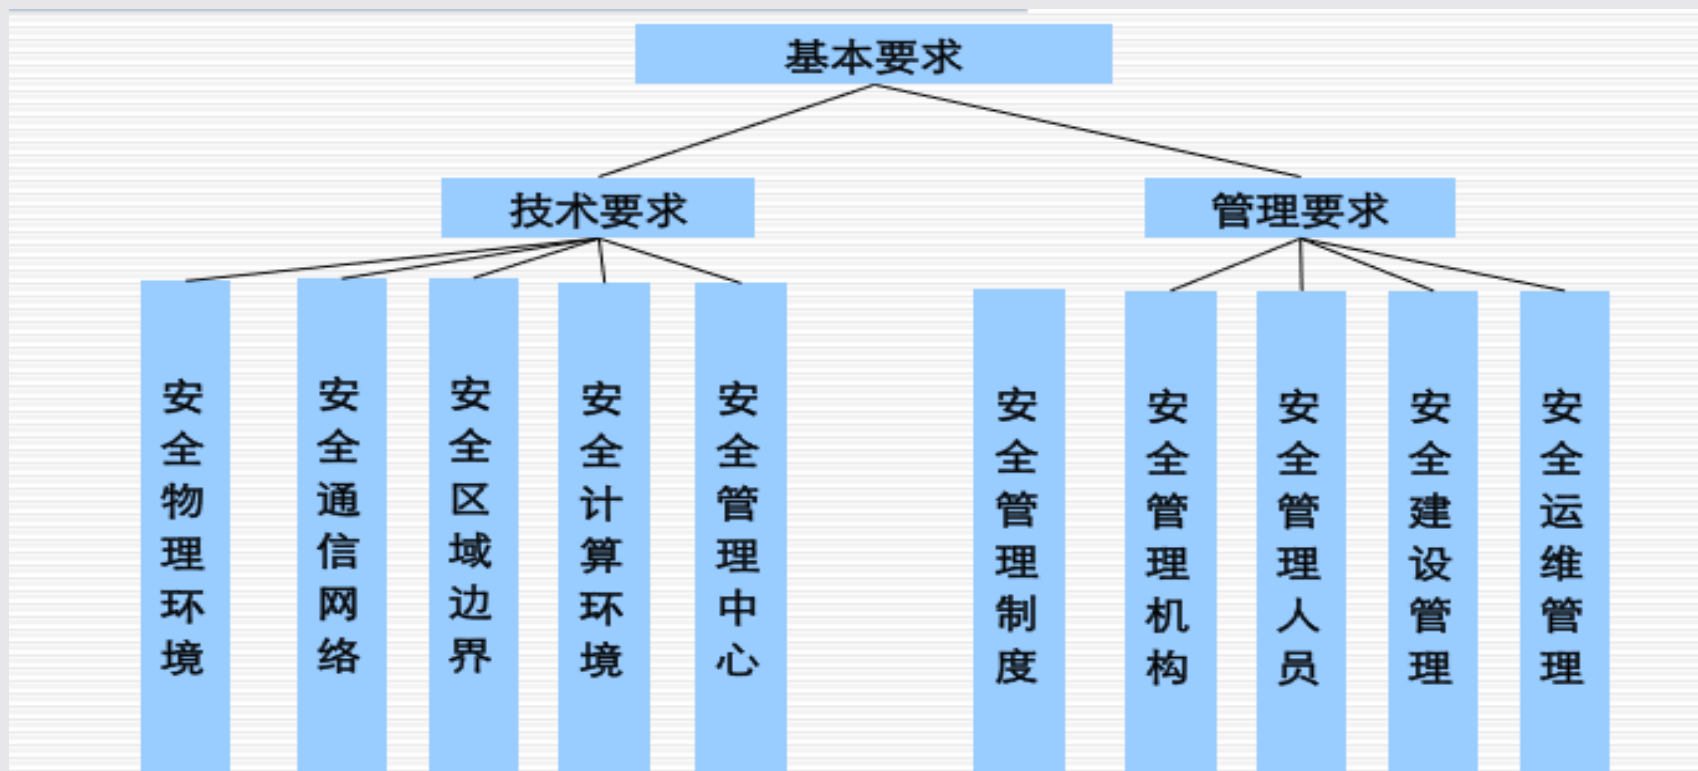 基本要求
技术要求
管理要求
安全物理环境
安全通信网络
安全区域边界
安全计算环境
安全管理中心
安全管理制度
安全管理机构
安全管理人员
安全建设管理
安全运维管理